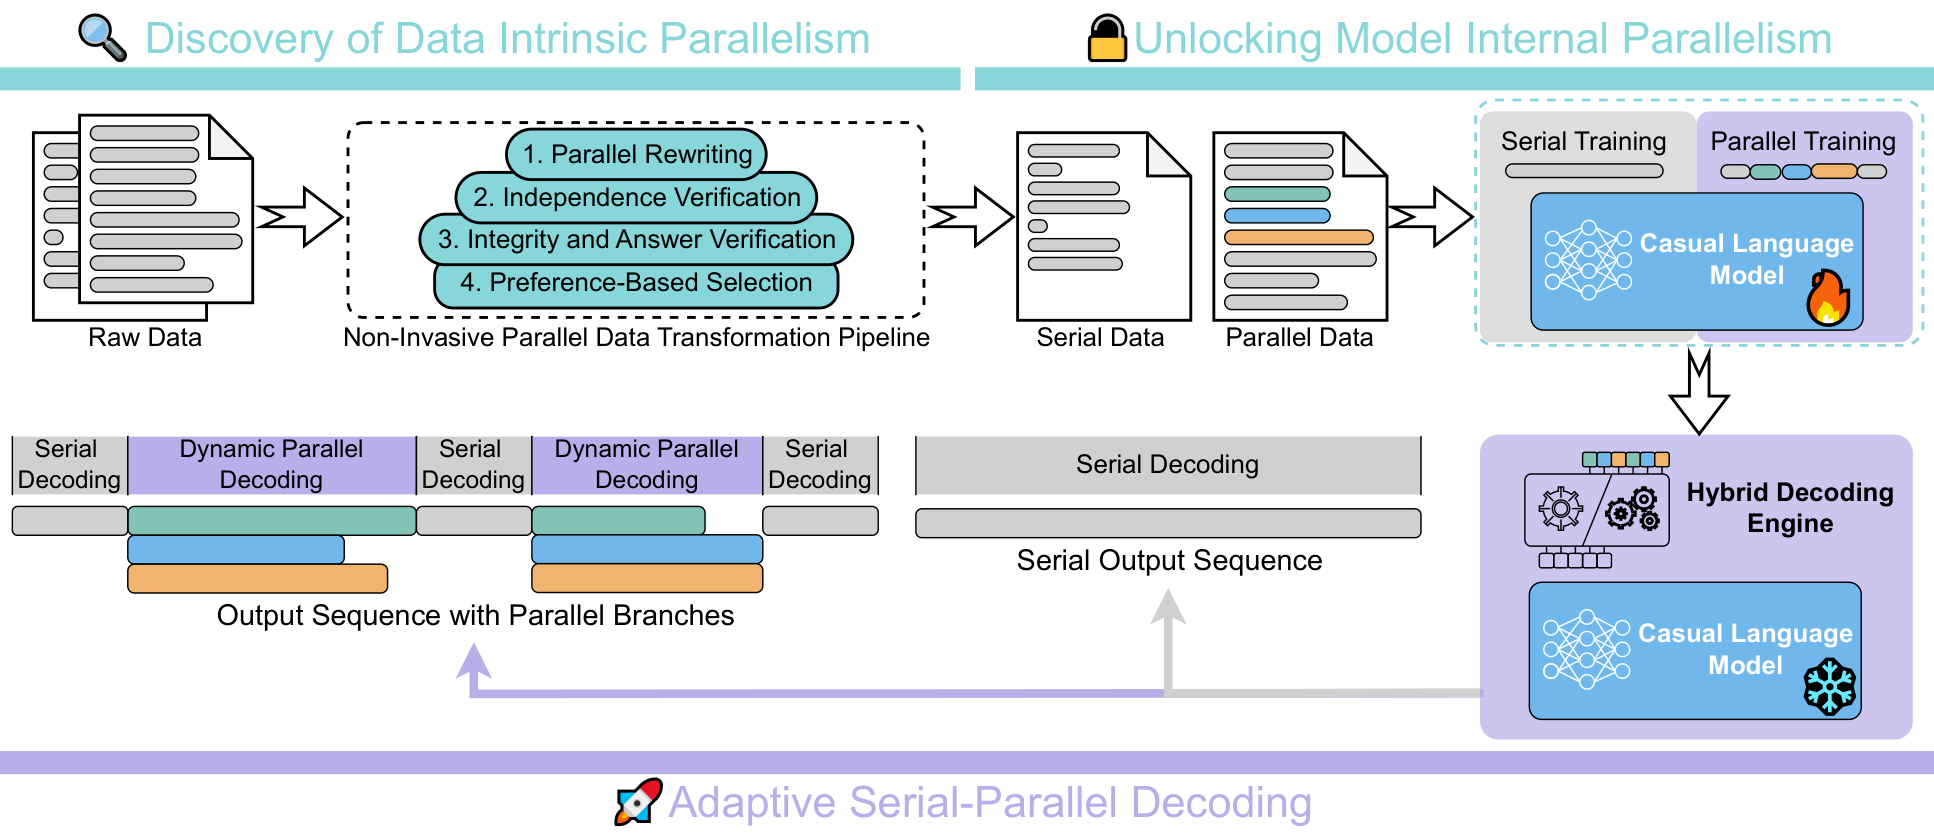 Discovery of Data Intrinsic Parallelism
Unlocking Model Internal Parallelism
1. Parallel Rewriting
2. Independence Verification
3. Integrity and Answer Verification
4. Preference-Based Selection
Raw Data
Non-Invasive Parallel Data Transformation Pipeline
Serial Data
Parallel Data
Serial Training
Parallel Training
Casual Language
Model
Serial
Decoding
Dynamic Parallel
Decoding
Serial
Decoding
Dynamic Parallel
Decoding
Serial
Decoding
Output Sequence with Parallel Branches
Serial Decoding
Serial Output Sequence
Hybrid Decoding
Engine
Casual Language
Model
Adaptive Serial-Parallel Decoding